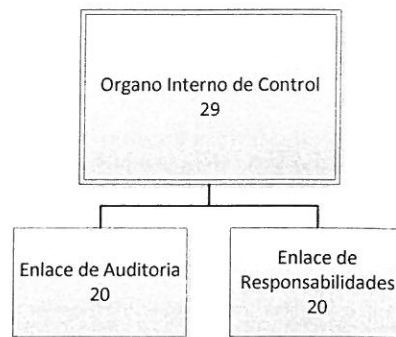 Organo Interno de Control
29
Enlace de Auditoria
20
Enlace de
Responsabilidades
20